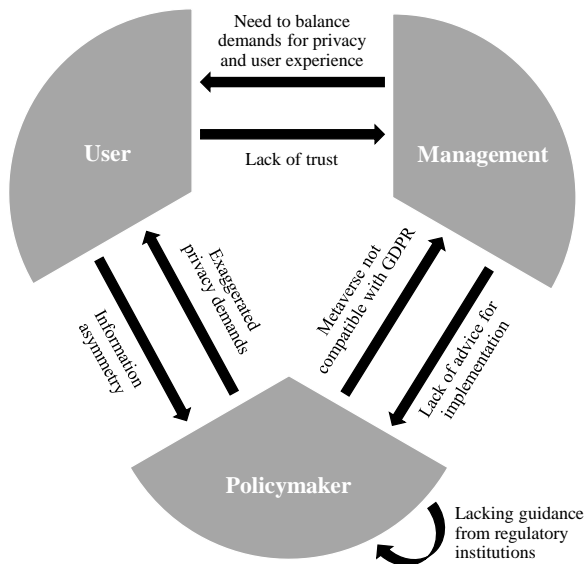 Need to balance
demands for privacy
and user experience
User
Management
Lack of trust
Information
asymmetry
Exaggerated
privacy demands
Metaverse not
compatible with GDPR
Lack of advice for
implementation
Policymaker
Lacking guidance
from regulatory
institutions